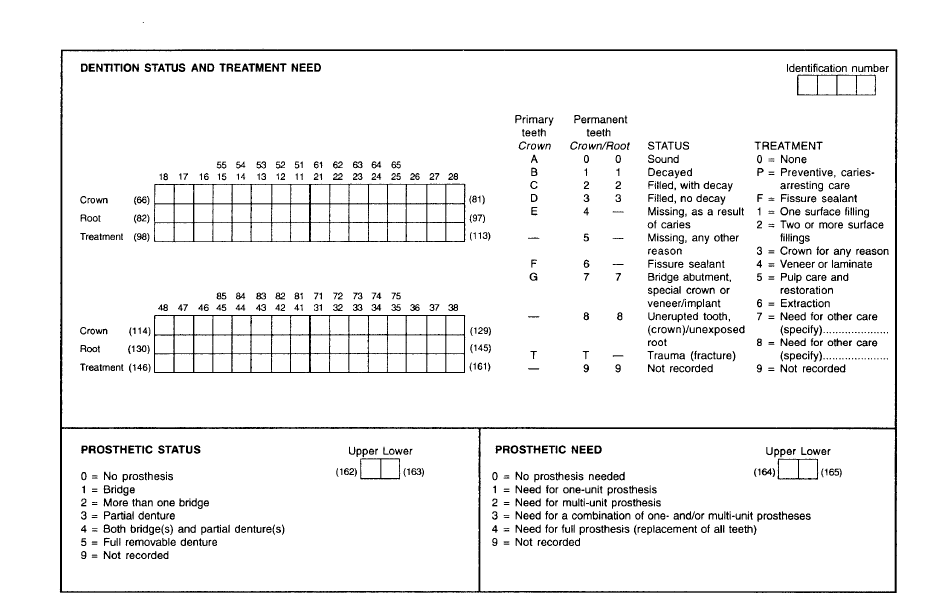 DENTITION STATUS AND TREATMENT NEED
Identification number
Primary teeth Crown
Permanent teeth Crown/Root
STATUS
TREATMENT
55 54 53 52 51 61 62 63 64 65
18 17 16 15 14 13 12 11 21 22 23 24 25 26 27 28
Crown (66) (81)
Root (82) (97)
Treatment (98) (113)
85 84 83 82 81 71 72 73 74 75
48 47 46 45 44 43 42 41 31 32 33 34 35 36 37 38
Crown (114) (129)
Root (130) (145)
Treatment (146) (161)
A 0 0 Sound
B 1 1 Decayed
C 2 2 Filled, with decay
D 3 3 Filled, no decay
E 4 — Missing, as a result
of caries
— 5 — Missing, any other
reason
F 6 — Fissure sealant
G 7 7 Bridge abutment,
special crown or
veneer/implant
— 8 8 Unerupted tooth,
(crown)/unexposed
root
T T — Trauma (fracture)
— 9 9 Not recorded
0 = None
P = Preventive, caries-
arresting care
F = Fissure sealant
1 = One surface filling
2 = Two or more surface
fillings
3 = Crown for any reason
4 = Veneer or laminate
5 = Pulp care and
restoration
6 = Extraction
7 = Need for other care
(specify).....................
8 = Need for other care
(specify).....................
9 = Not recorded
PROSTHETIC STATUS
Upper Lower
(162) (163)
0 = No prosthesis
1 = Bridge
2 = More than one bridge
3 = Partial denture
4 = Both bridge(s) and partial denture(s)
5 = Full removable denture
9 = Not recorded
PROSTHETIC NEED
Upper Lower
(164) (165)
0 = No prosthesis needed
1 = Need for one-unit prosthesis
2 = Need for multi-unit prosthesis
3 = Need for a combination of one- and/or multi-unit prostheses
4 = Need for full prosthesis (replacement of all teeth)
9 = Not recorded